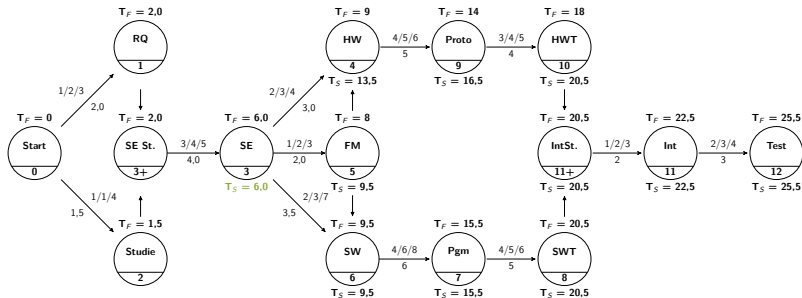 T_F = 2,0
RQ
1
T_F = 9
HW
4
T_S = 13,5
4/5/6
5
T_F = 14
Proto
9
T_S = 16,5
3/4/5
4
T_F = 18
HWT
10
T_S = 20,5
1/2/3
2,0
2/3/4
3,0
T_F = 0
Start
0
T_F = 2,0
SE St.
3+
3/4/5
4,0
T_F = 6,0
SE
3
T_S = 6,0
1/2/3
2,0
T_F = 8
FM
5
T_S = 9,5
T_F = 20,5
IntSt.
11+
T_S = 20,5
1/2/3
2
T_F = 22,5
Int
11
T_S = 22,5
2/3/4
3
T_F = 25,5
Test
12
T_S = 25,5
1/1/4
1,5
2/3/7
3,5
T_F = 1,5
Studie
2
T_F = 9,5
SW
6
T_S = 9,5
4/6/8
6
T_F = 15,5
Pgm
7
T_S = 15,5
4/5/6
5
T_F = 20,5
SWT
8
T_S = 20,5